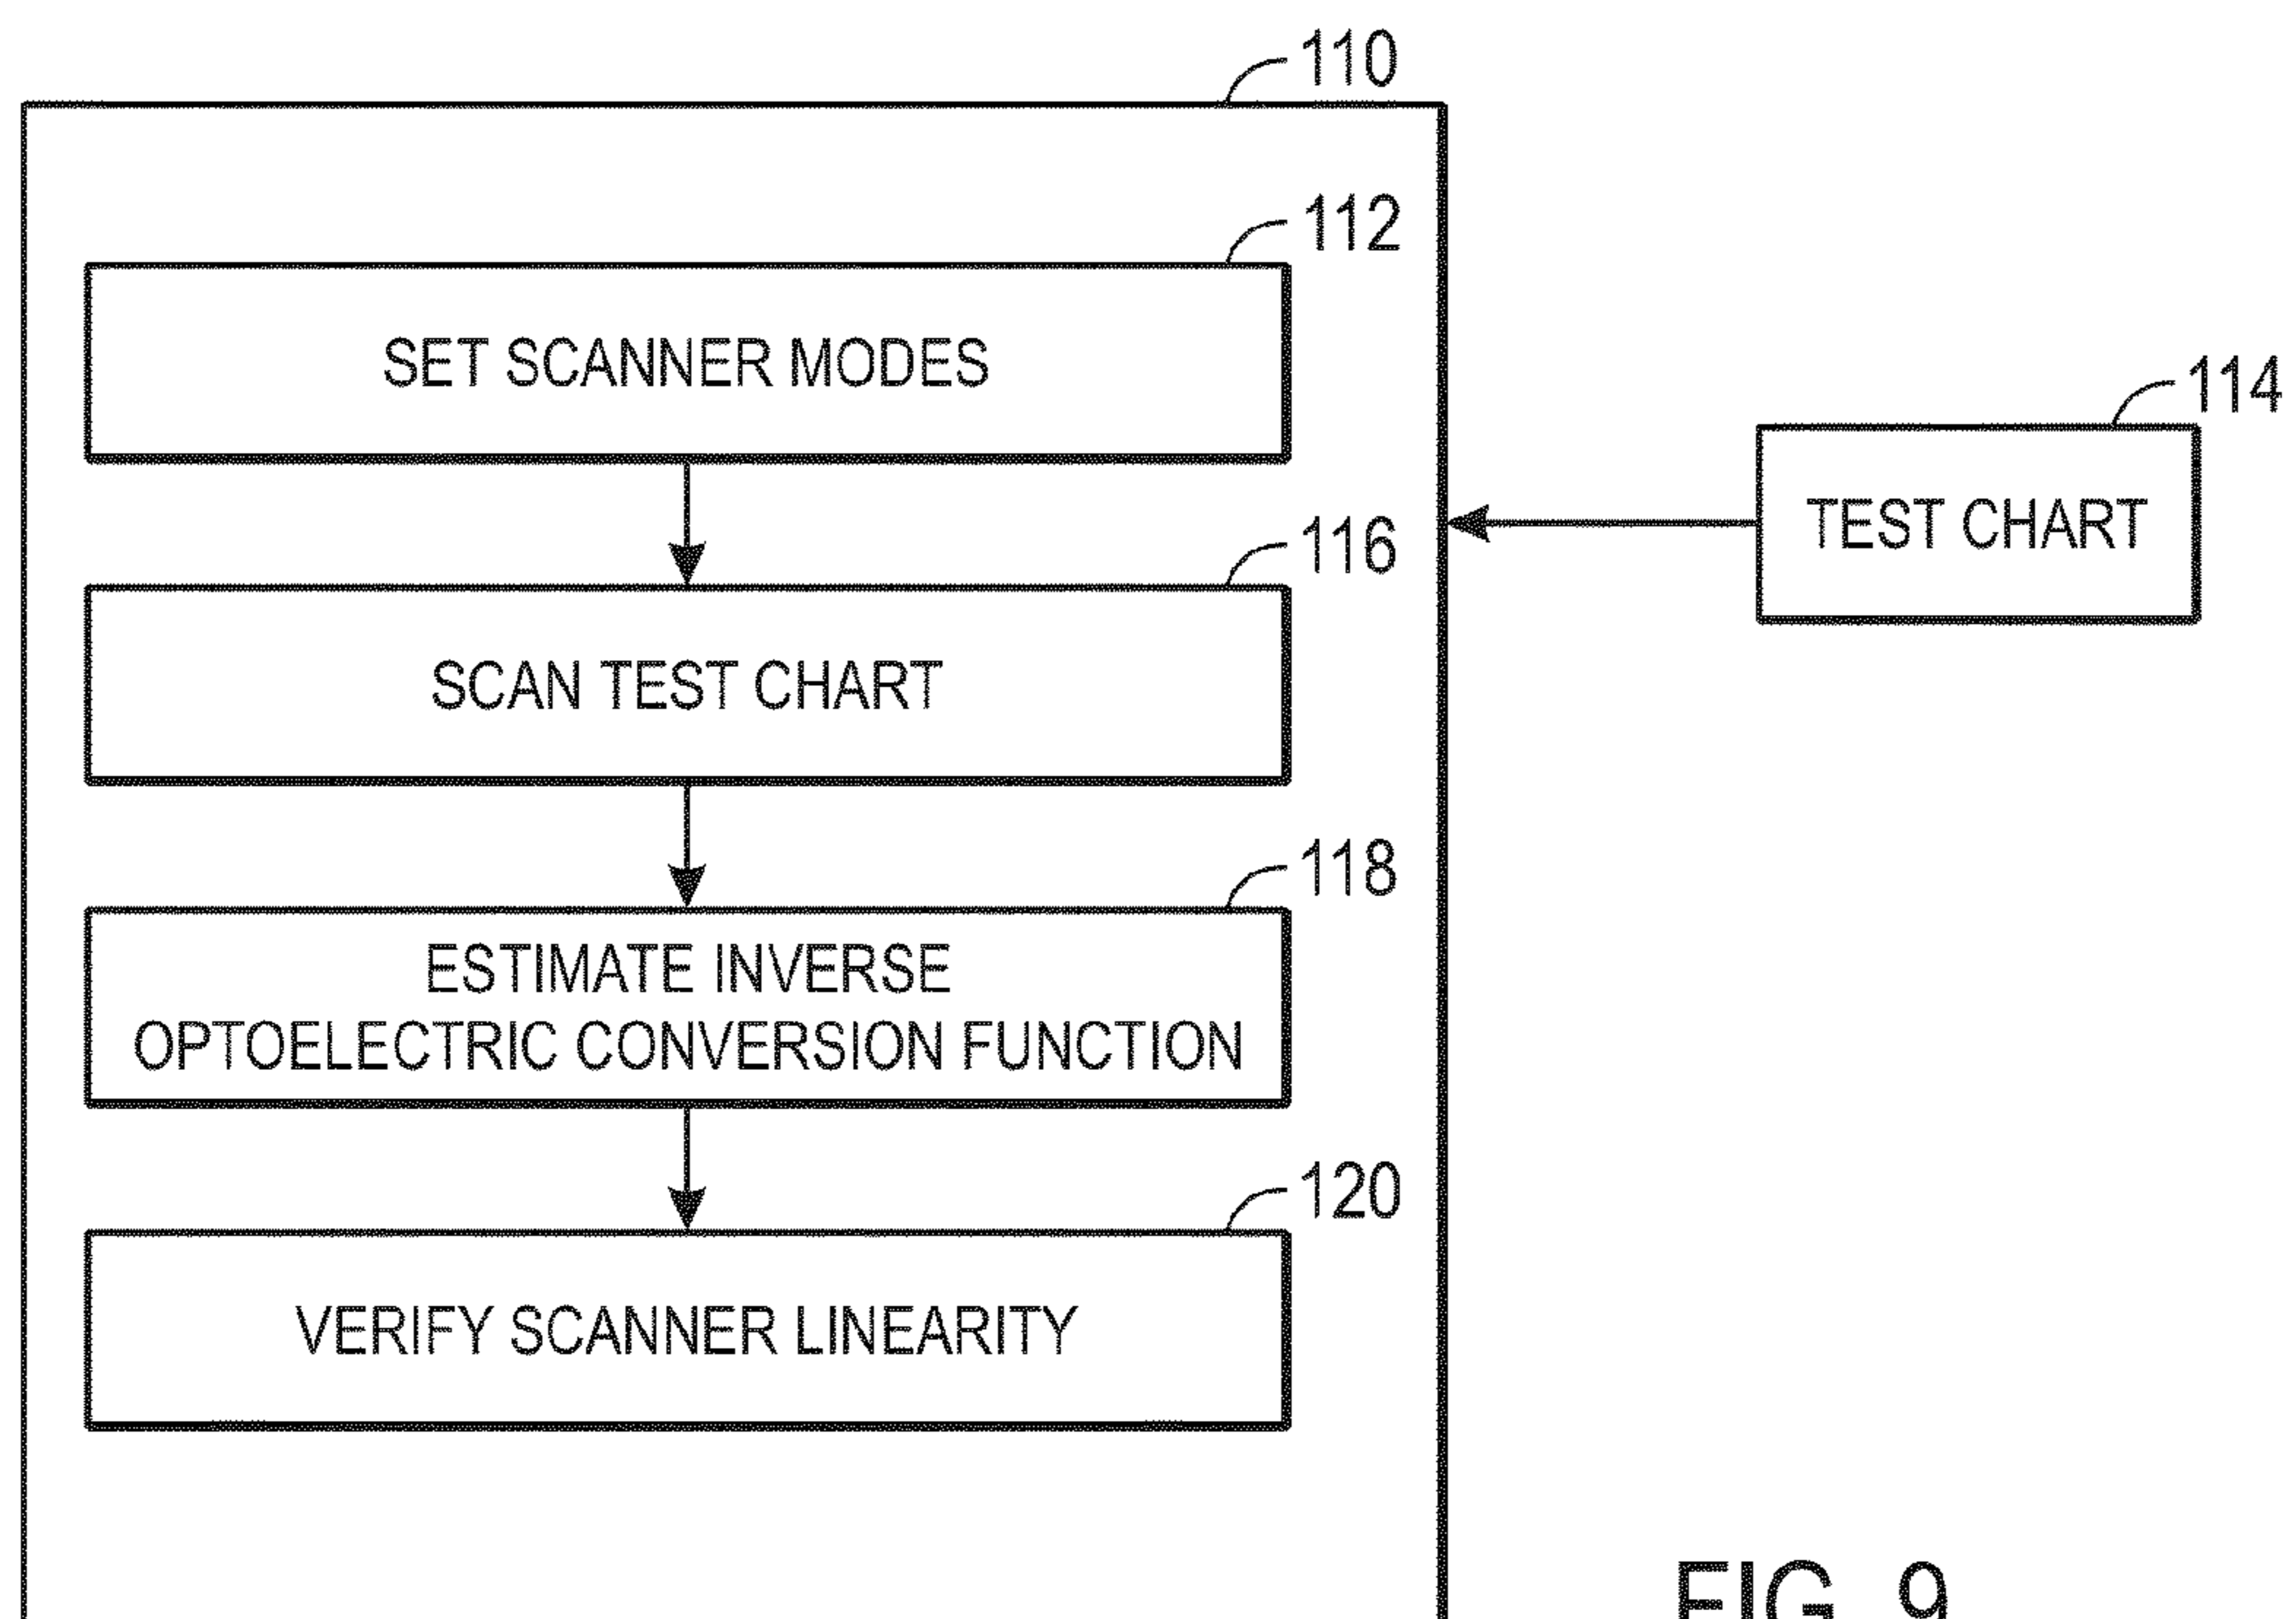 110
112
SET SCANNER MODES
114
TEST CHART
116
SCAN TEST CHART
118
ESTIMATE INVERSE
OPTOELECTRIC CONVERSION FUNCTION
120
VERIFY SCANNER LINEARITY
FIG. 9